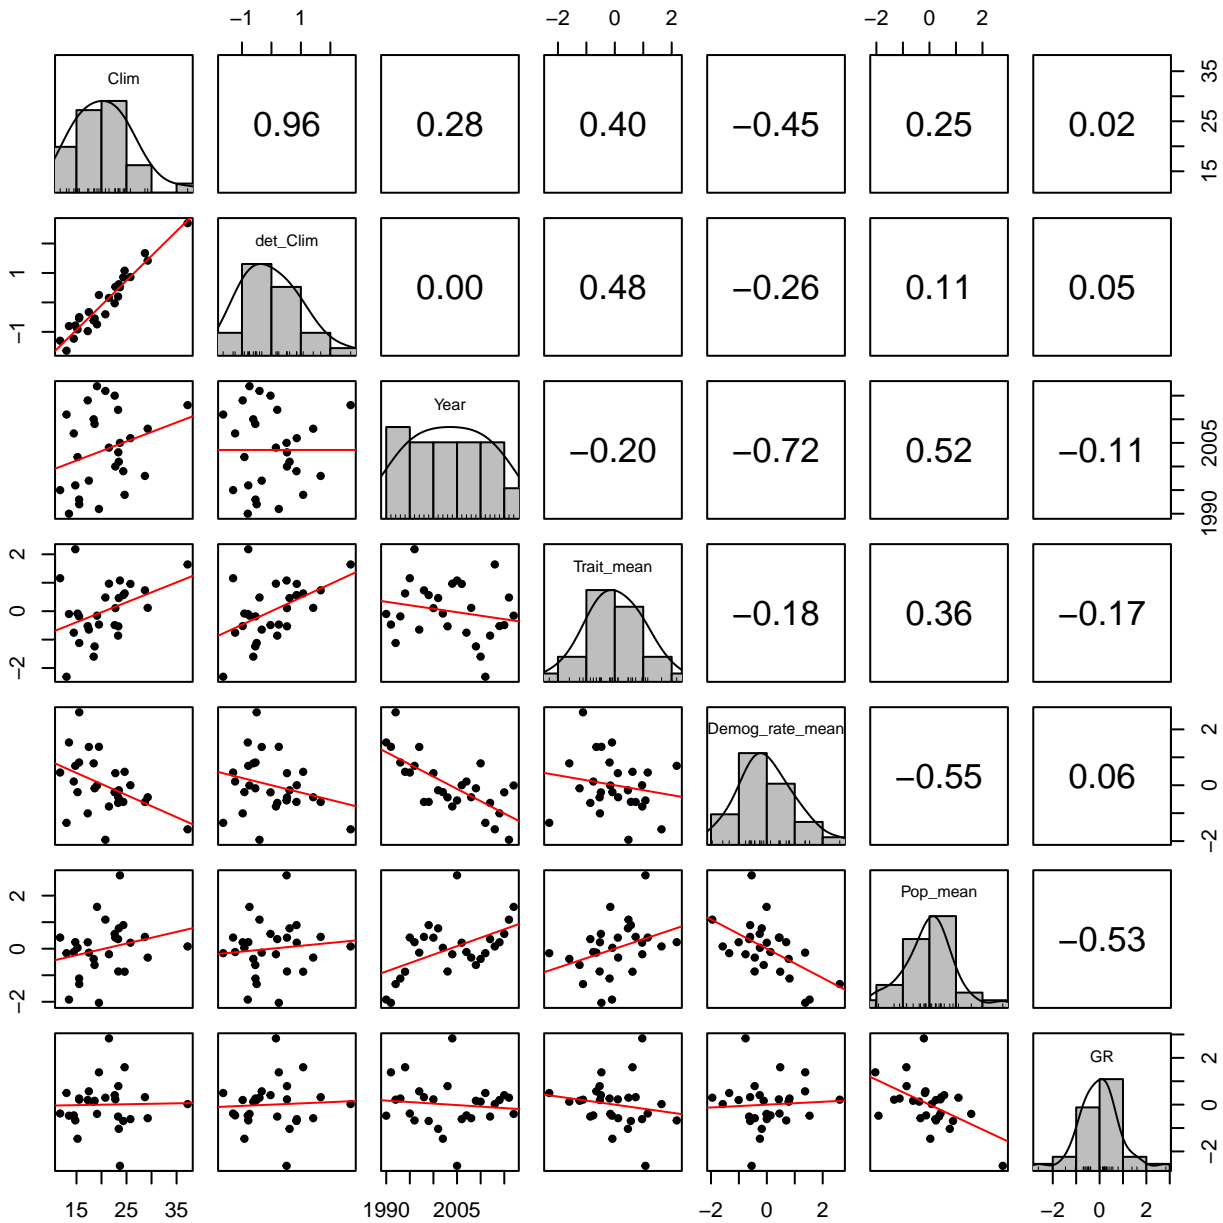 −1 1 −2 0 2 −2 0 2
Clim 0.96 0.28 0.40 −0.45 0.25 0.02 15 25 35
−1 1 det_Clim 0.00 0.48 −0.26 0.11 0.05
Year −0.20 −0.72 0.52 −0.11 1990 2005
−2 0 2 Trait_mean −0.18 0.36 −0.17
Demog_rate_mean −0.55 0.06 −2 0 2
−2 0 2 Pop_mean −0.53
GR −2 0 2
15 25 35 1990 2005 −2 0 2 −2 0 2